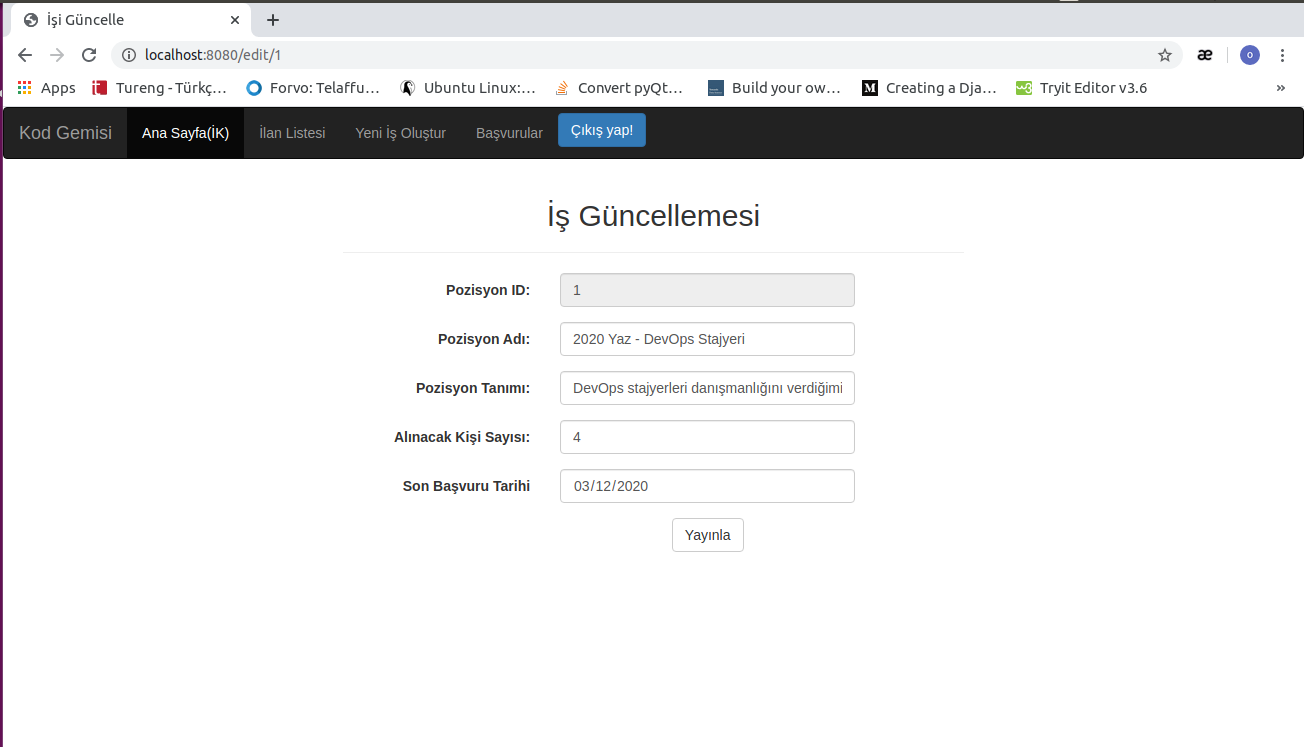 İşi Güncelle
localhost:8080/edit/1
Apps Tureng - Türkç... Forvo: Telaffu... Ubuntu Linux:... Convert pyQt... Build your ow... Creating a Dja... Tryit Editor v3.6 »
Kod Gemisi Ana Sayfa(İK) İlan Listesi Yeni İş Oluştur Başvurular Çıkış yap!
İş Güncellemesi
Pozisyon ID: 1
Pozisyon Adı: 2020 Yaz - DevOps Stajyeri
Pozisyon Tanımı: DevOps stajyerleri danışmanlığını verdiğimi
Alınacak Kişi Sayısı: 4
Son Başvuru Tarihi 03/12/2020
Yayınla